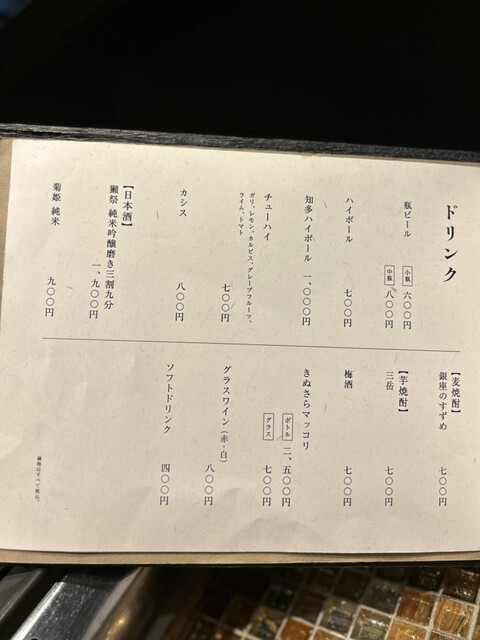 ドリンク
瓶ビール
小瓶 六〇〇円
中瓶 八〇〇円
ハイボール
七〇〇円
知多ハイボール 一、〇〇〇円
チューハイ
ガリ、レモン、カルピス、グレープフルーツ、
ライム、トマト
七〇〇円
カシス
八〇〇円
【日本酒】
獺祭 純米吟醸磨き三割九分
一、九〇〇円
菊姫 純米
九〇〇円
【麦焼酎】
銀座のすずめ
七〇〇円
【芋焼酎】
三岳
七〇〇円
梅酒
七〇〇円
きぬさらマッコリ
ボトル 二、五〇〇円
グラス 七〇〇円
グラスワイン(赤・白)
八〇〇円
ソフトドリンク
四〇〇円
価格はすべて税込。